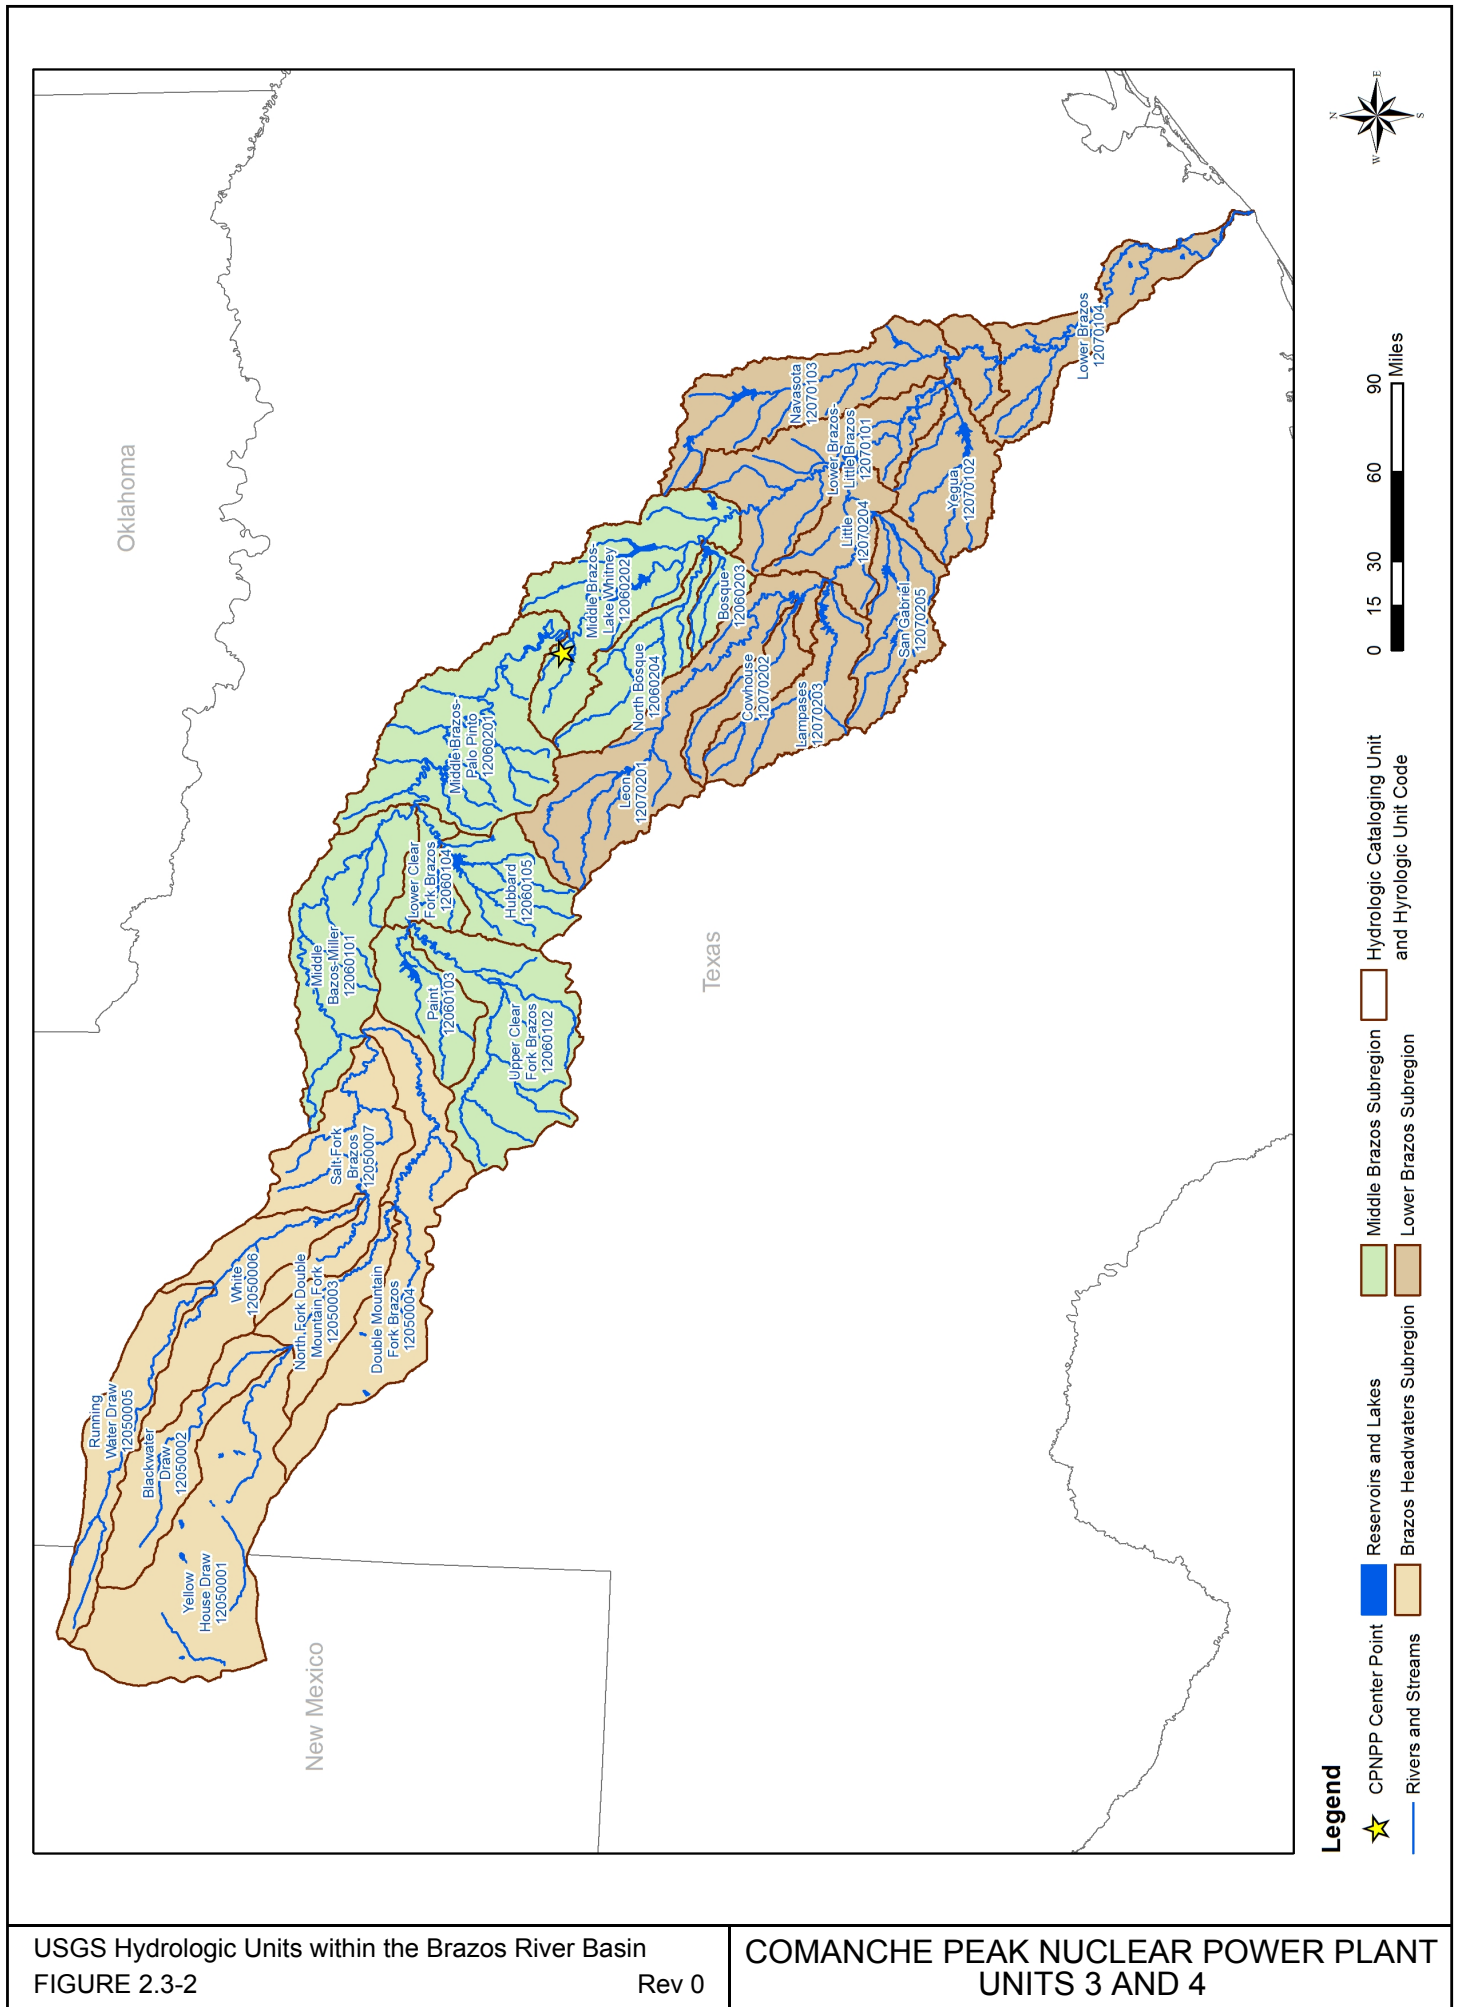 Oklahoma
New Mexico
Texas
Running
Water Draw
12050005
Blackwater
Draw
12050002
Yellow
House Draw
12050001
White
12050006
North Fork Double
Mountain Fork
12050003
Double Mountain
Fork Brazos
12050004
Salt Fork
Brazos
12050007
Middle
Bazos-Miller
12060101
Paint
12060103
Upper Clear
Fork Brazos
12060102
Lower Clear
Fork Brazos
12060104
Hubbard
12060105
Middle Brazos-
Palo Pinto
12060201
Middle Brazos-
Lake Whitney
12060202
North Bosque
12060204
Bosque
12060203
Leon
12070201
Cowhouse
12070202
Lampases
12070203
Little
12070204
San Gabriel
12070205
Lower Brazos-
Little Brazos
12070101
Navasota
12070103
Yegua
12070102
Lower Brazos
12070104
N
E
S
W
0 15 30 60 90
Miles
Legend
CPNPP Center Point
Rivers and Streams
Reservoirs and Lakes
Brazos Headwaters Subregion
Middle Brazos Subregion
Lower Brazos Subregion
Hydrologic Cataloging Unit
and Hyrologic Unit Code
USGS Hydrologic Units within the Brazos River Basin
FIGURE 2.3-2 Rev 0
COMANCHE PEAK NUCLEAR POWER PLANT
UNITS 3 AND 4